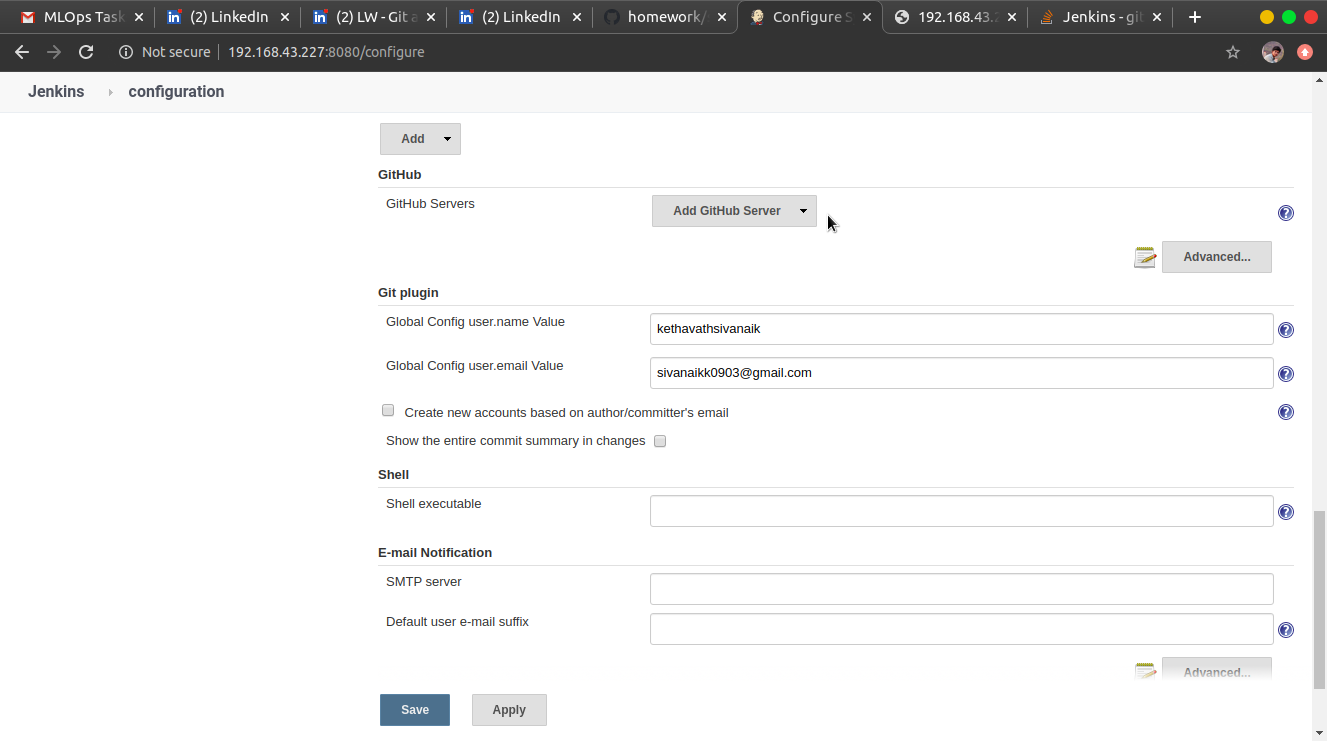 MLOps Task
(2) LinkedIn
(2) LW - Git a
(2) LinkedIn
homework/
Configure S
192.168.43.2
Jenkins - git
Not secure
192.168.43.227:8080/configure
Jenkins
configuration
Add
GitHub
GitHub Servers
Add GitHub Server
Advanced...
Git plugin
Global Config user.name Value
kethavathsivanaik
Global Config user.email Value
sivanaikk0903@gmail.com
Create new accounts based on author/committer's email
Show the entire commit summary in changes
Shell
Shell executable
E-mail Notification
SMTP server
Default user e-mail suffix
Advanced...
Save
Apply